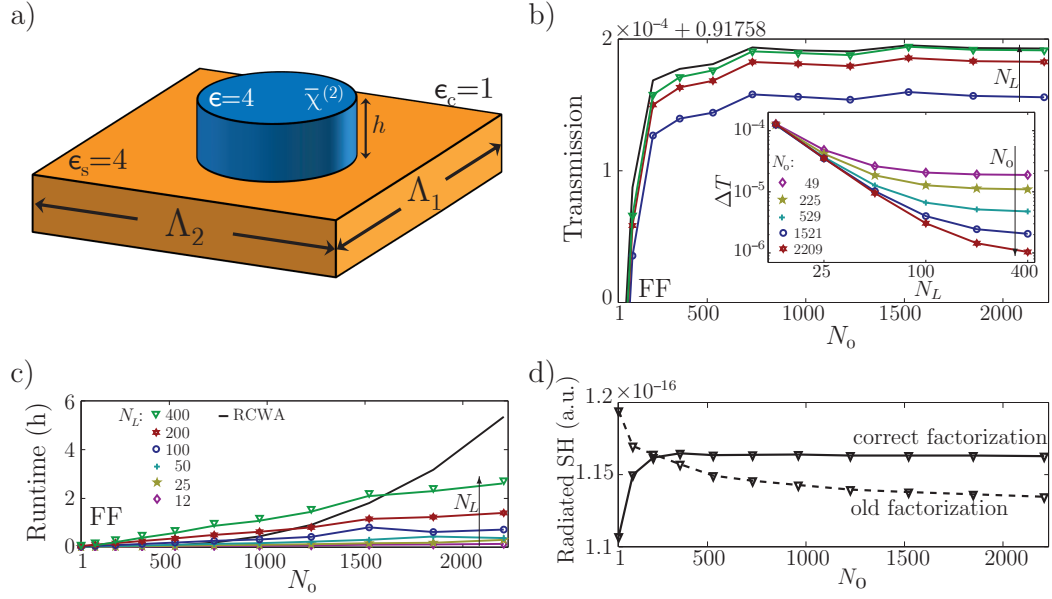 a)
ϵ=4
χ̅⁽²⁾
ϵc=1
h
ϵs=4
Λ1
Λ2
b)
×10⁻⁴ + 0.91758
2
1
0
Transmission
FF
NL
1
500
1000
1500
2000
No
10⁻⁴
10⁻⁵
10⁻⁶
ΔT
No:
49
225
529
1521
2209
No
25
100
400
NL
c)
6
4
2
0
Runtime (h)
NL:
400
200
100
50
25
12
RCWA
FF
NL
1
500
1000
1500
2000
No
d)
×10⁻¹⁶
1.2
1.15
1.1
Radiated SH (a.u.)
correct factorization
old factorization
1
500
1000
1500
2000
No